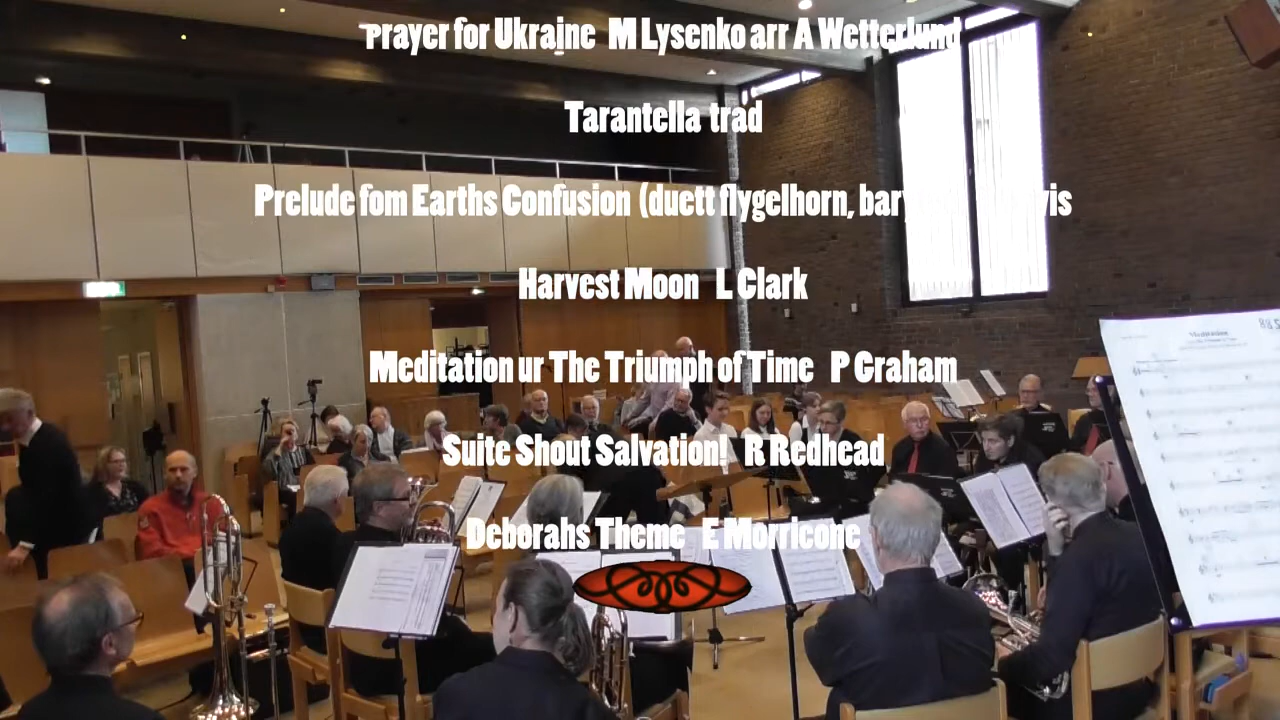 Prayer for Ukraine M Lysenko arr A Wetterlund
Tarantella trad
Prelude fom Earths Confusion (duett flygelhorn,
Harvest Moon L Clark
Meditation ur The Triumph of Time P Graham
Suite Shout Salvation! R Redhead
Deborahs Theme E Morricone
Meditation